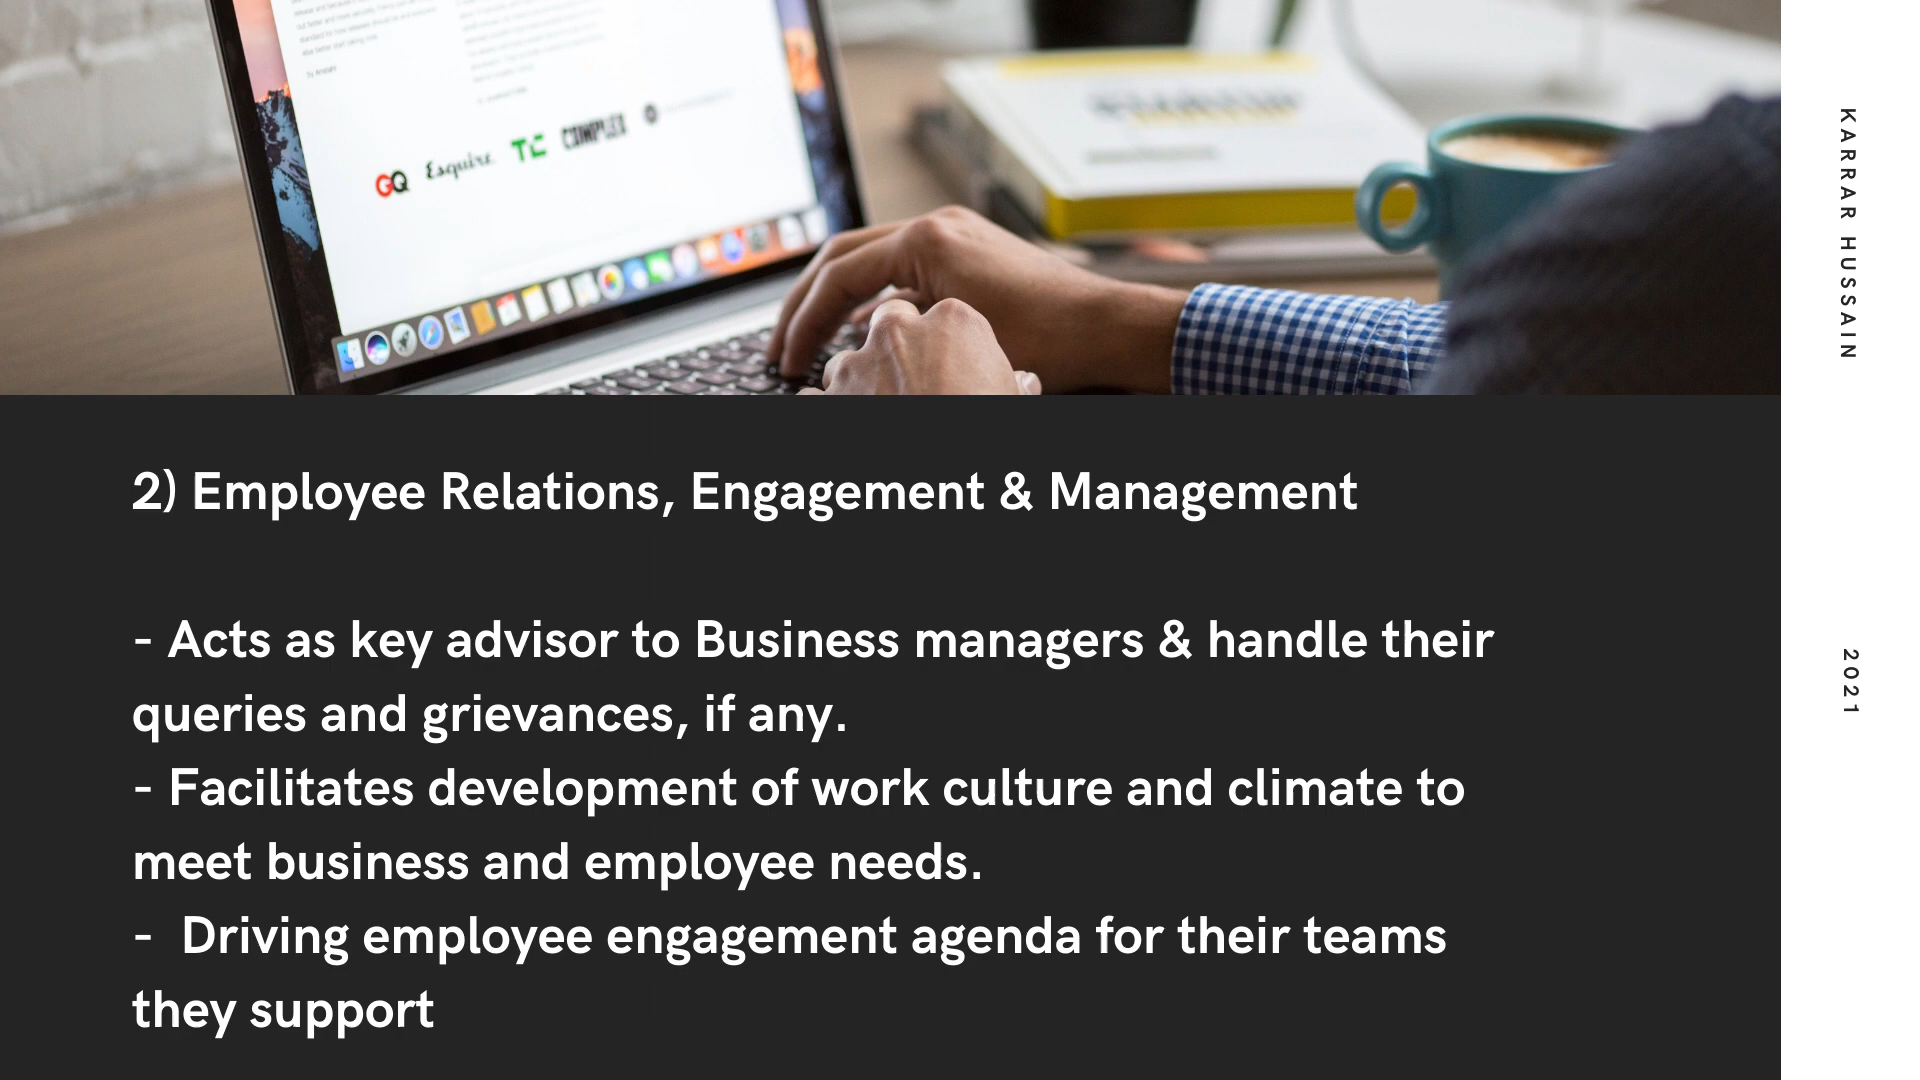 GQ
Esquire
TC
COMPLEX
STARTUP
KARRAR HUSSAIN
2) Employee Relations, Engagement & Management
- Acts as key advisor to Business managers & handle their
queries and grievances, if any.
- Facilitates development of work culture and climate to
meet business and employee needs.
-  Driving employee engagement agenda for their teams
they support
2021